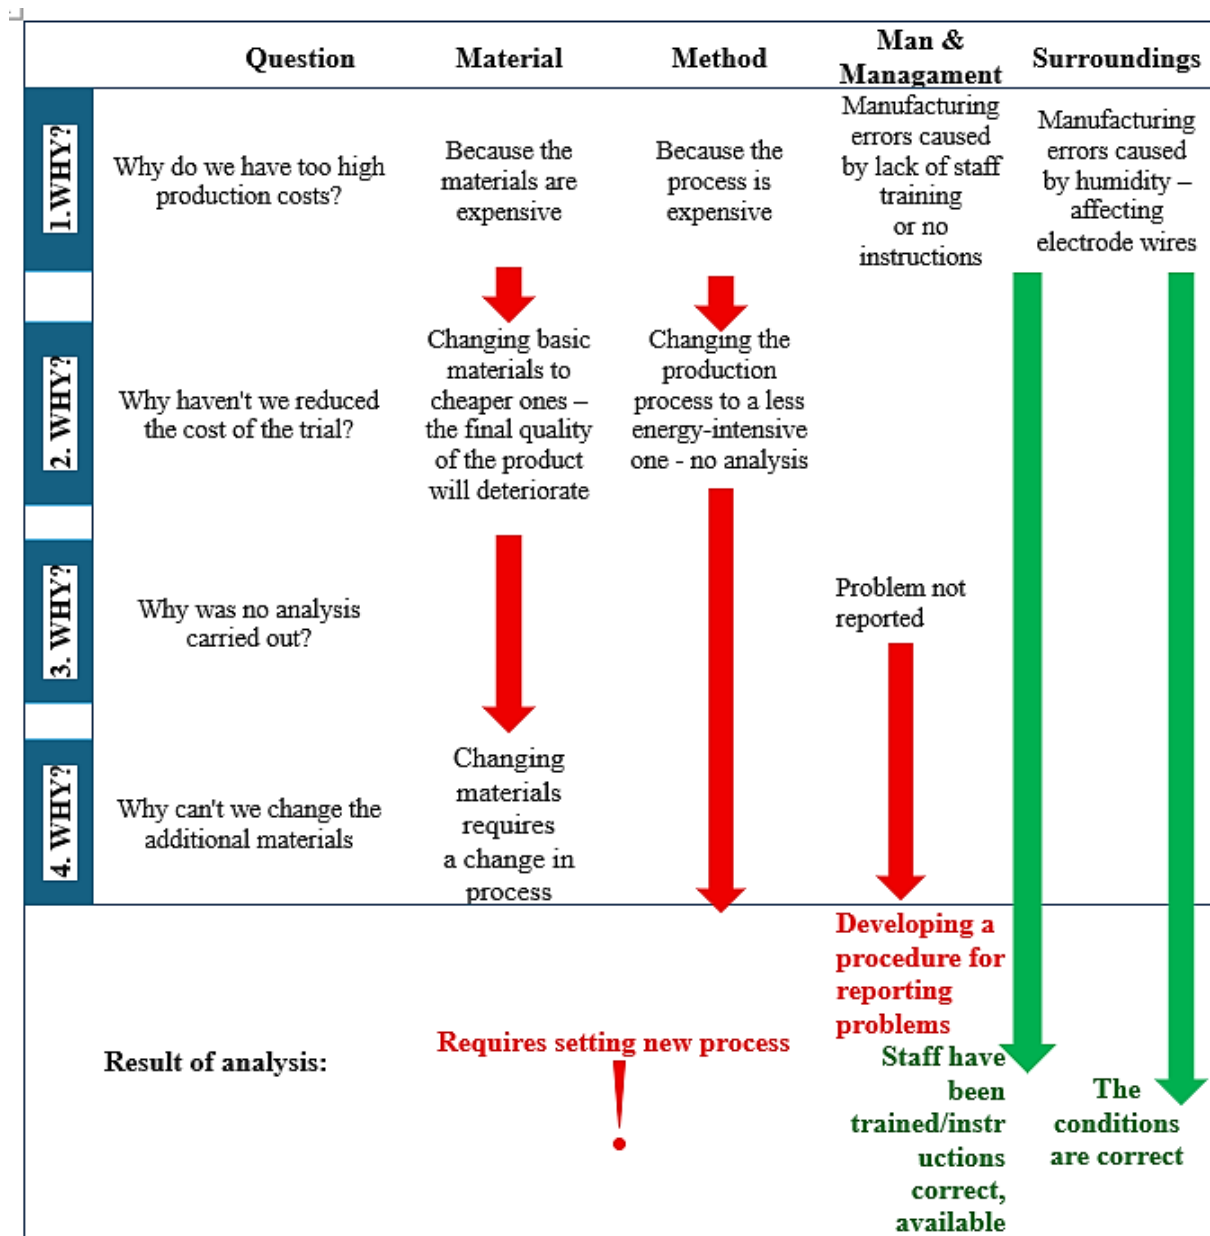 Question
Material
Method
Man &
Managament
Surroundings
1.WHY?
Why do we have too high
production costs?
Because the
materials are
expensive
Because the
process is
expensive
Manufacturing
errors caused
by lack of staff
training
or no
instructions
Manufacturing
errors caused
by humidity –
affecting
electrode wires
2. WHY?
Why haven't we reduced
the cost of the trial?
Changing basic
materials to
cheaper ones –
the final quality
of the product
will deteriorate
Changing the
production
process to a less
energy-intensive
one - no analysis
3. WHY?
Why was no analysis
carried out?
Problem not
reported
4. WHY?
Why can't we change the
additional materials
Changing
materials
requires
a change in
process
Result of analysis:
Requires setting new process
!
Developing a
procedure for
reporting
problems
Staff have
been
trained/instr
uctions
correct,
available
The
conditions
are correct